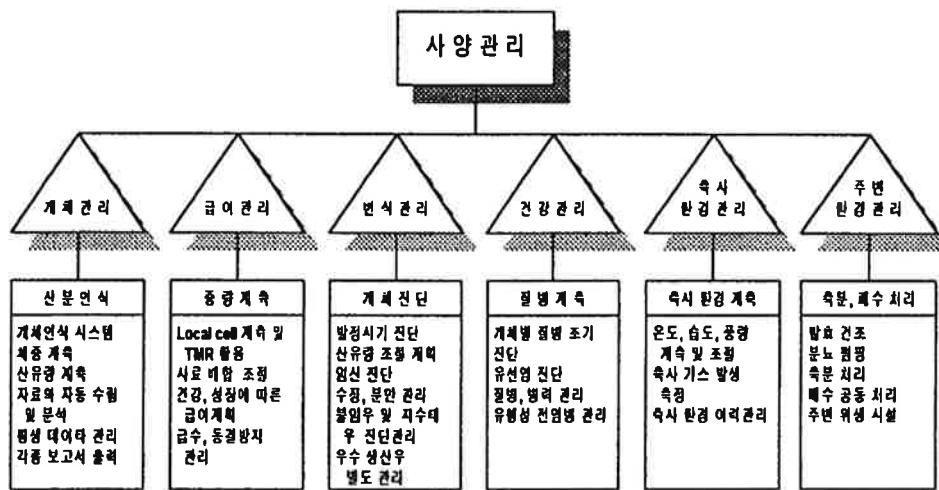 사양관리
개체관리
급여관리
번식관리
건강관리
축사
환경관리
주변
환경관리
신분인식
개체인식 시스템
체중 계측
산유량 계측
자료의 자동 수집
및 분석
평생 데이타 관리
각종 보고서 출력
중량계측
Local cell 계측 및
TMR 활용
사료 배합 조정
건강, 성장에 따른
급여계획
급수, 동결방지
관리
개체진단
발정시기 진단
산유량 조절 계획
임신 진단
수정, 분만 관리
불임우 및 저수태
우 진단관리
우수 생산우
별도 관리
질병계측
개체별 질병 조기
진단
유선염 진단
질병, 병력 관리
유행성 전염병 관리
축사 환경 계측
온도, 습도, 풍량
계측 및 조절
축사 가스 발생
측정
축사 환경 이력관리
축분, 폐수 처리
발효 건조
분뇨 펌핑
축분 처리
폐수 공동 처리
주변 위생 시설